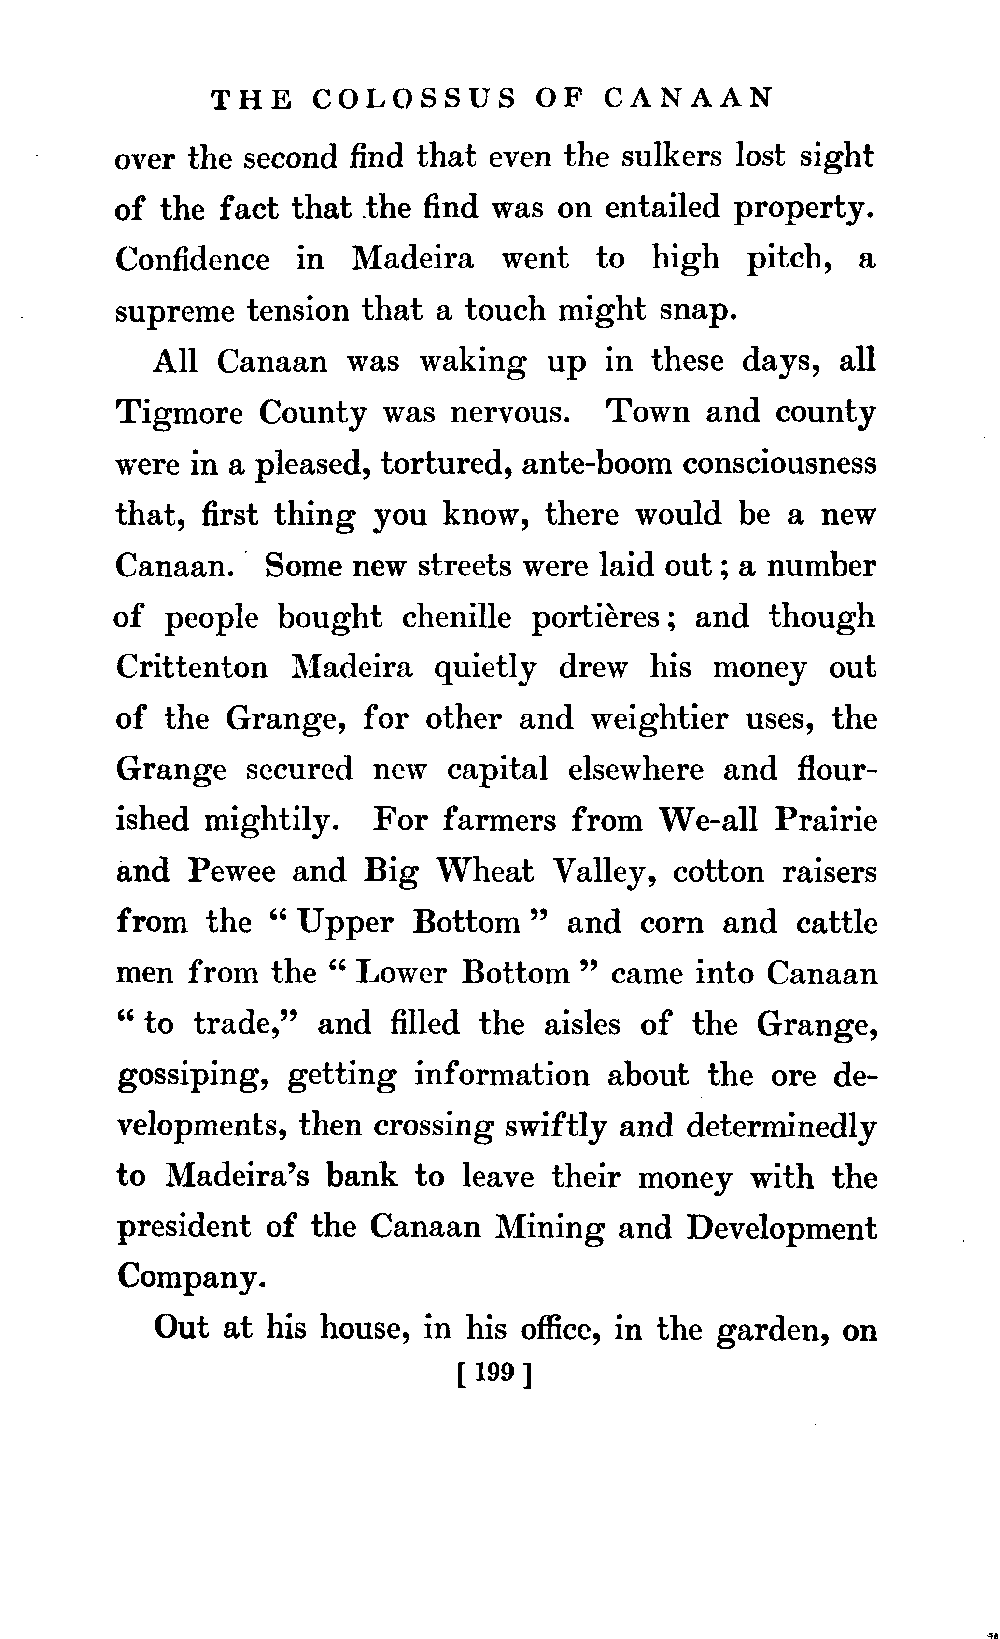 THE COLOSSUS OF CANAAN
over the second find that even the sulkers lost sight
of the fact that the find was on entailed property.
Confidence in Madeira went to high pitch, a
supreme tension that a touch might snap.
All Canaan was waking up in these days, all
Tigmore County was nervous. Town and county
were in a pleased, tortured, ante-boom consciousness
that, first thing you know, there would be a new
Canaan. Some new streets were laid out; a number
of people bought chenille portières; and though
Crittenton Madeira quietly drew his money out
of the Grange, for other and weightier uses, the
Grange secured new capital elsewhere and flour-
ished mightily. For farmers from We-all Prairie
and Pewee and Big Wheat Valley, cotton raisers
from the “ Upper Bottom ” and corn and cattle
men from the “ Lower Bottom ” came into Canaan
“ to trade,” and filled the aisles of the Grange,
gossiping, getting information about the ore de-
velopments, then crossing swiftly and determinedly
to Madeira’s bank to leave their money with the
president of the Canaan Mining and Development
Company.
Out at his house, in his office, in the garden, on
[ 199 ]